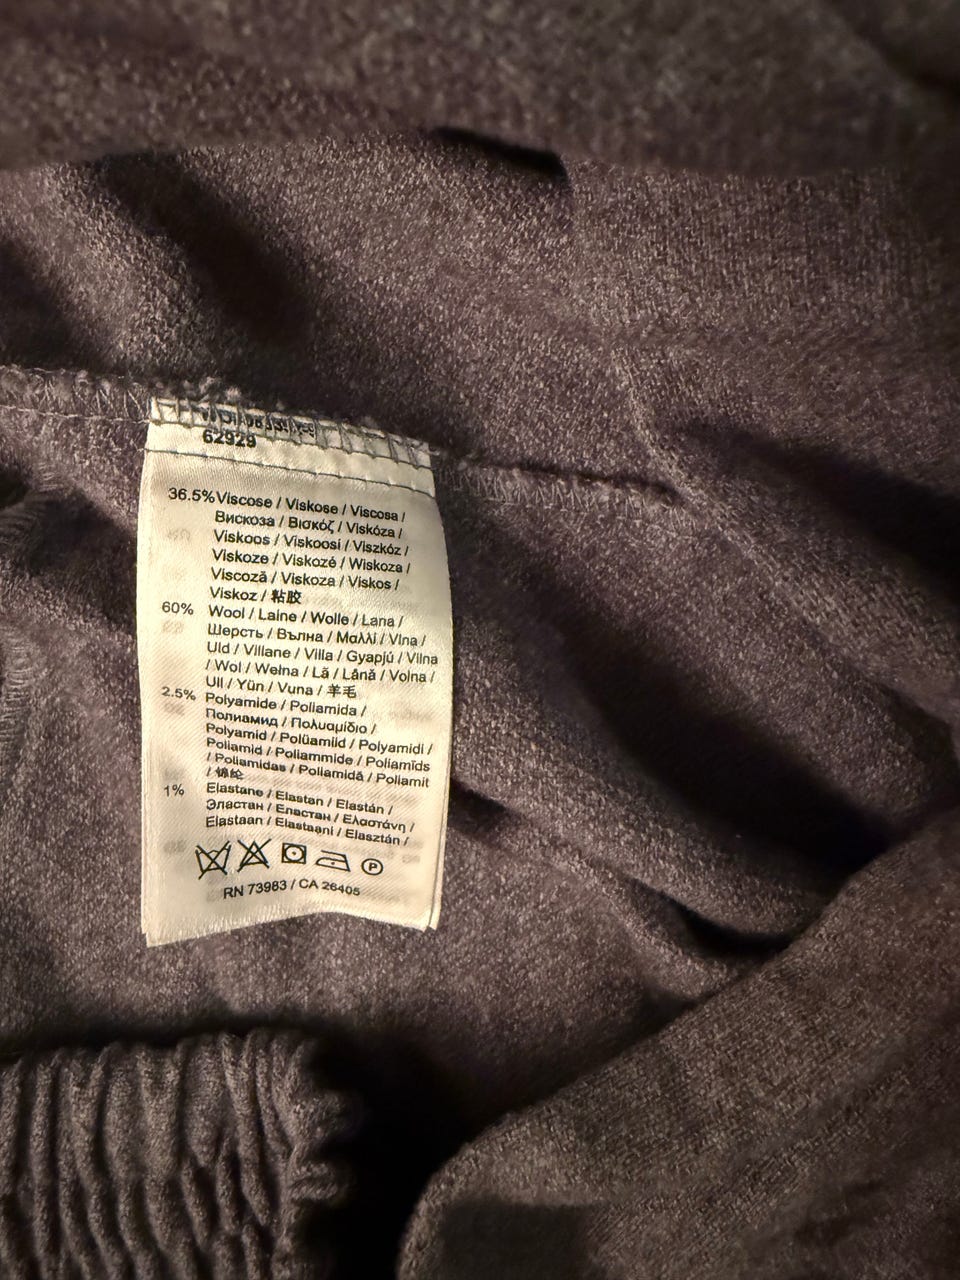 62929
36.5% Viscose / Viskose / Viscosa /
Вискоза / Βισκόζ / Viskóza /
Viskoos / Viskoosi / Viszkóz /
Viskoze / Viskozė / Wiskoza /
Viscoză / Viskoza / Viskos /
Viskoz / 粘胶
60% Wool / Laine / Wolle / Lana /
Шерсть / Вълна / Μαλλί / Vlna /
Uld / Villane / Villa / Gyapjú / Vilna
/ Wol / Wełna / Lã / Lână / Volna /
Ull / Yün / Vuna / 羊毛
2.5% Polyamide / Poliamida /
Полиамид / Πολυαμίδιο /
Polyamid / Polüamiid / Polyamidi /
Poliamid / Poliammide / Poliamīds
/ Poliamidas / Poliamidă / Poliamit
/ 锦纶
1% Elastane / Elastan / Elastán /
Эластан / Еластан / Ελαστάνη /
Elastaan / Elastaani / Elasztán /
P
RN 73983 / CA 26405